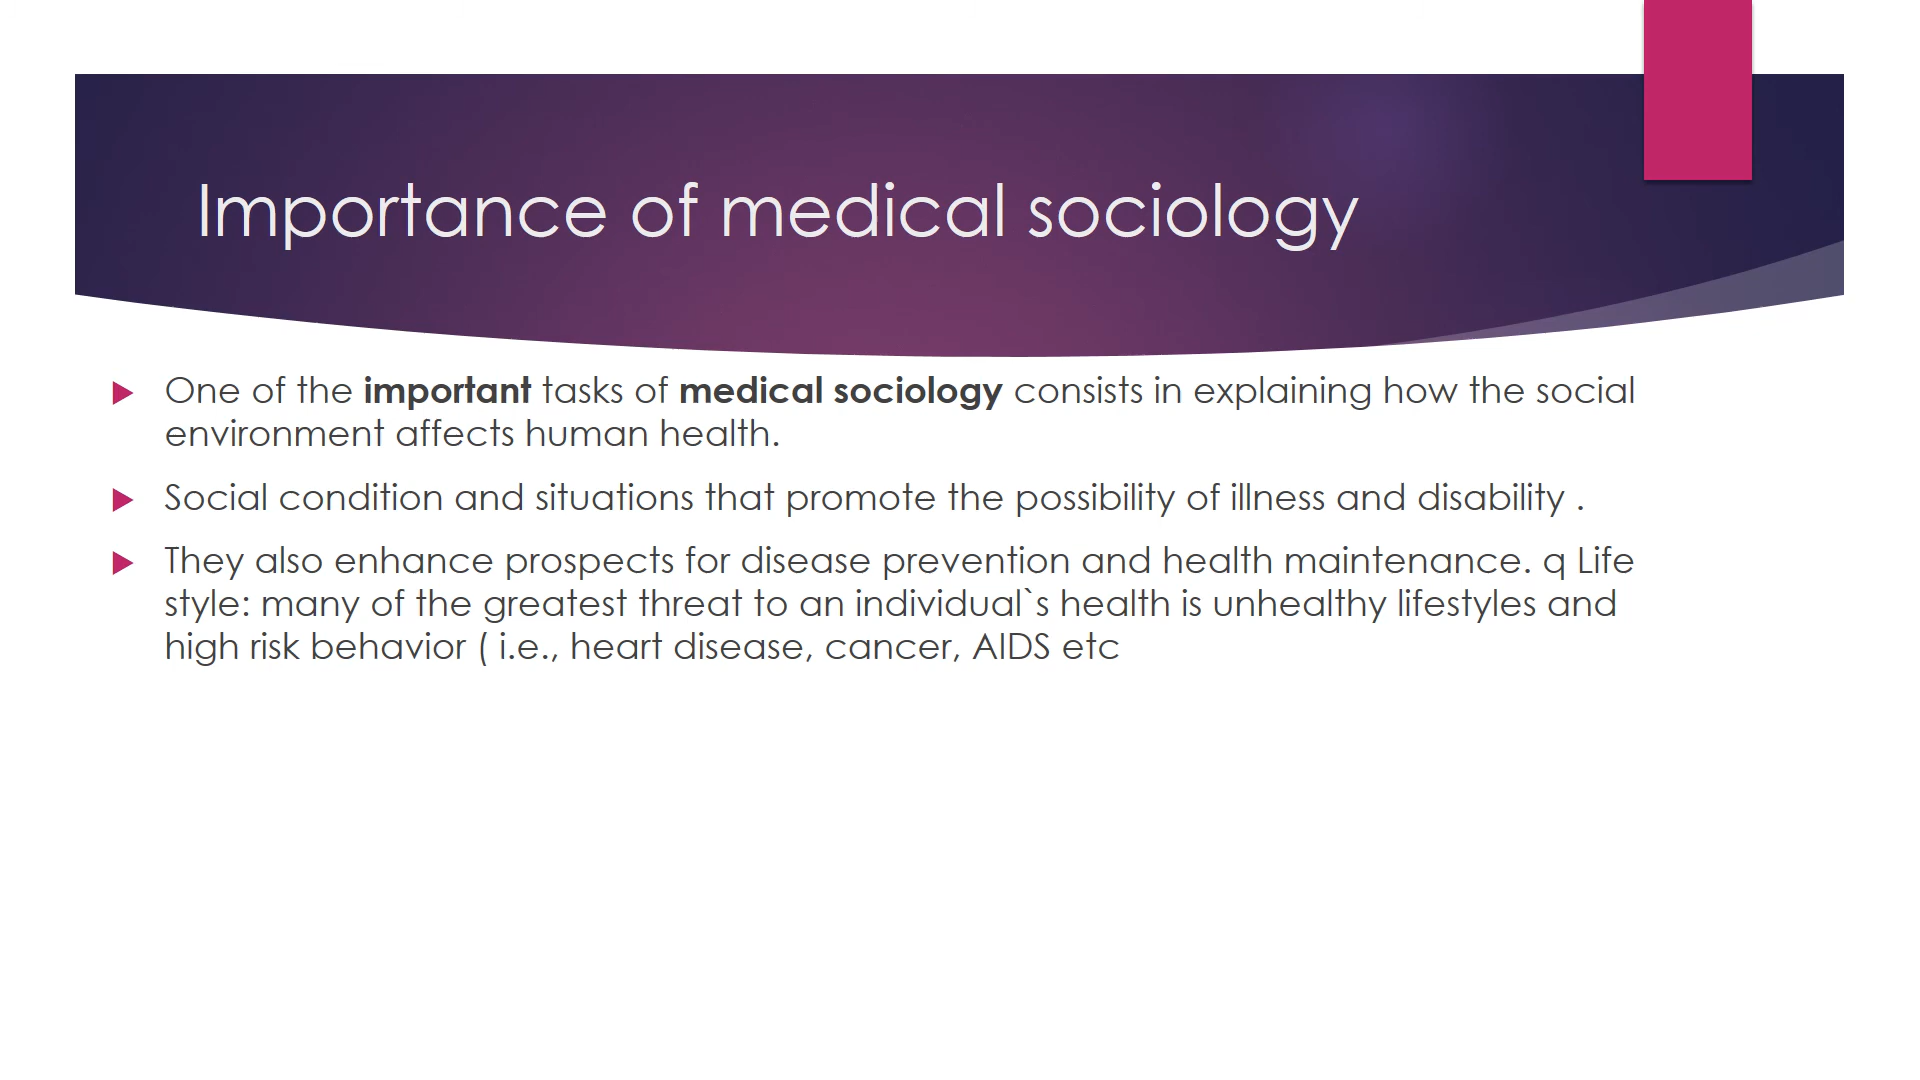 Importance of medical sociology
One of the important tasks of medical sociology consists in explaining how the social
environment affects human health.
Social condition and situations that promote the possibility of illness and disability .
They also enhance prospects for disease prevention and health maintenance. q Life
style: many of the greatest threat to an individual`s health is unhealthy lifestyles and
high risk behavior ( i.e., heart disease, cancer, AIDS etc